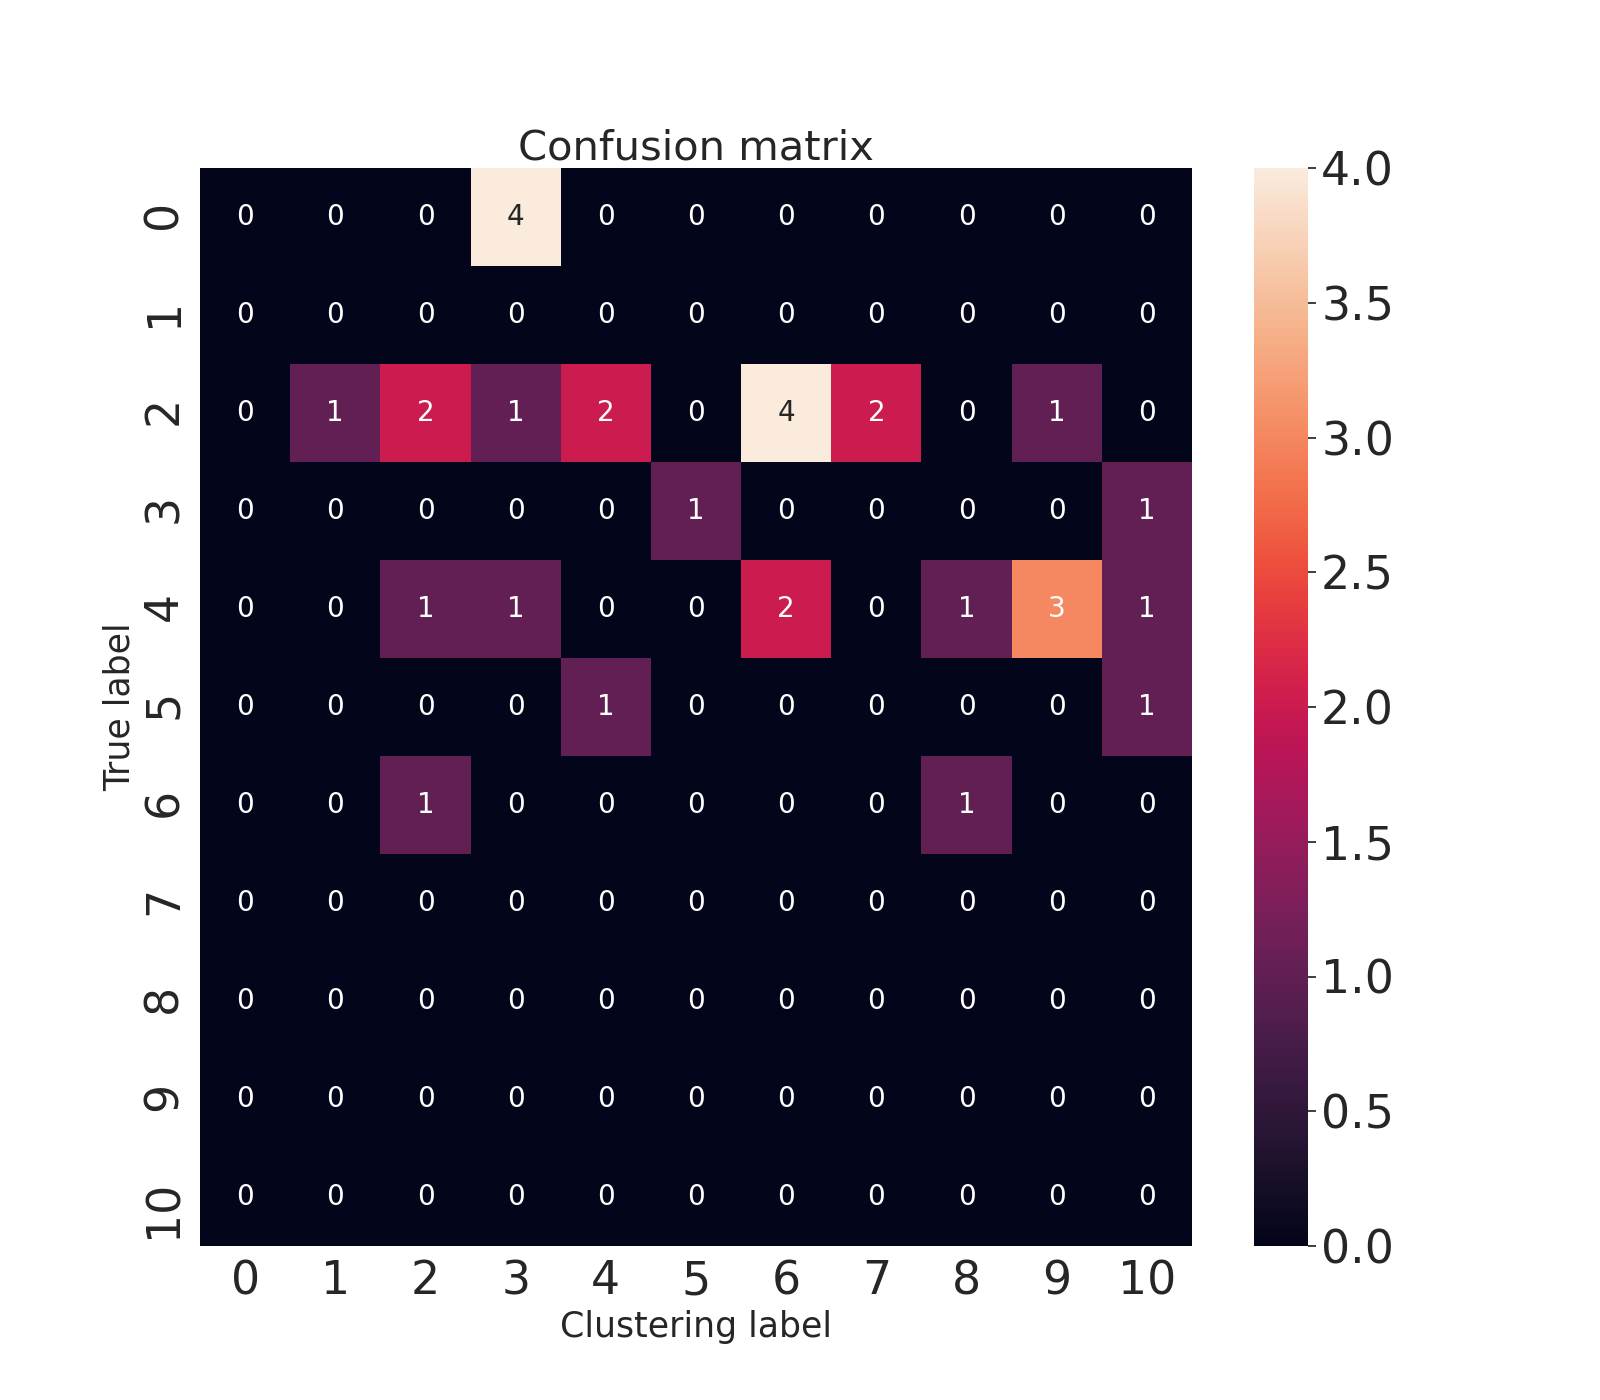 Confusion matrix
0 0 0 0 4 0 0 0 0 0 0 0
1 0 0 0 0 0 0 0 0 0 0 0
2 0 1 2 1 2 0 4 2 0 1 0
3 0 0 0 0 0 1 0 0 0 0 1
4 0 0 1 1 0 0 2 0 1 3 1
5 0 0 0 0 1 0 0 0 0 0 1
6 0 0 1 0 0 0 0 0 1 0 0
7 0 0 0 0 0 0 0 0 0 0 0
8 0 0 0 0 0 0 0 0 0 0 0
9 0 0 0 0 0 0 0 0 0 0 0
10 0 0 0 0 0 0 0 0 0 0 0
0 1 2 3 4 5 6 7 8 9 10
Clustering label
True label
4.0
3.5
3.0
2.5
2.0
1.5
1.0
0.5
0.0